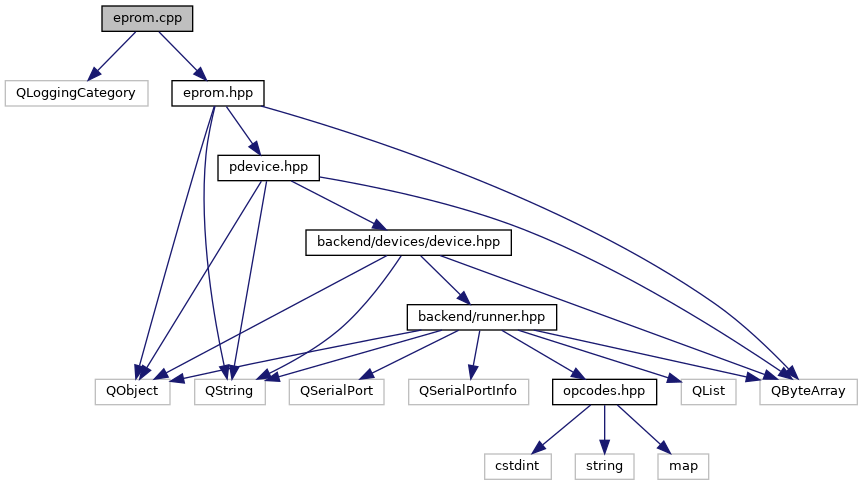 eprom.cpp
QLoggingCategory
eprom.hpp
pdevice.hpp
backend/devices/device.hpp
backend/runner.hpp
QObject
QString
QSerialPort
QSerialPortInfo
opcodes.hpp
QList
QByteArray
cstdint
string
map